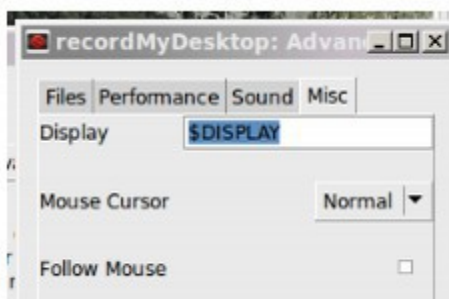 recordMyDesktop: Advan
Files Performance Sound Misc
Display $DISPLAY
Mouse Cursor Normal
Follow Mouse